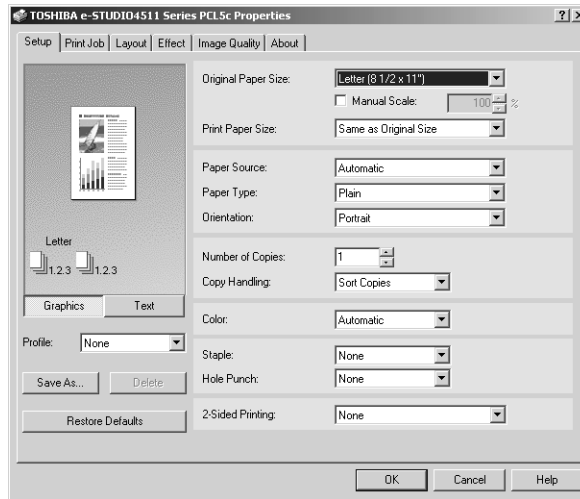 TOSHIBA e-STUDIO4511 Series PCL5c Properties
Setup Print Job Layout Effect Image Quality About
Original Paper Size: Letter (8 1/2 x 11")
Manual Scale: 100 %
Print Paper Size: Same as Original Size
Paper Source: Automatic
Paper Type: Plain
Orientation: Portrait
Letter
1.2.3 1.2.3
Number of Copies: 1
Copy Handling: Sort Copies
Graphics Text
Color: Automatic
Profile: None
Staple: None
Hole Punch: None
Save As... Delete
Restore Defaults
2-Sided Printing: None
OK Cancel Help